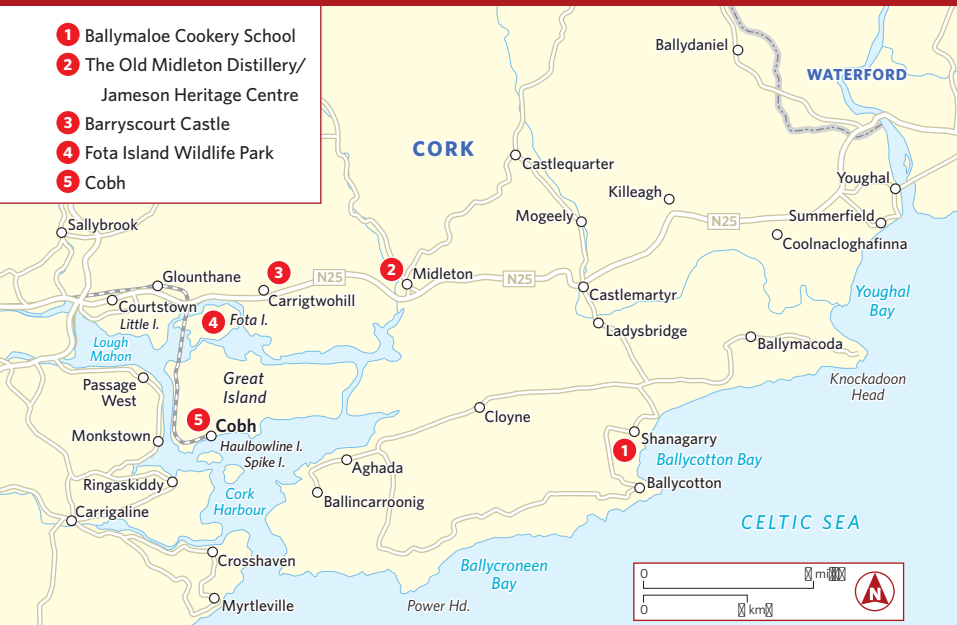 1 Ballymaloe Cookery School
2 The Old Midleton Distillery/
Jameson Heritage Centre
3 Barryscourt Castle
4 Fota Island Wildlife Park
5 Cobh
Ballydaniel
WATERFORD
CORK
Castlequarter
Killeagh
Youghal
Mogeely
N25
Summerfield
Sallybrook
Coolnacloghafinna
Glounthane
3
N25
2
Midleton
N25
Carrigtwohill
Castlemartyr
Youghal
Bay
Courtstown
Little I.
4
Fota I.
Ladysbridge
Lough
Mahon
Ballymacoda
Passage
West
Great
Island
Knockadoon
Head
5
Cobh
Cloyne
Monkstown
Haulbowline I.
Spike I.
Shanagarry
1
Ballycotton Bay
Aghada
Ringaskiddy
Ballycotton
Cork
Harbour
Ballincarroonig
Carrigaline
CELTIC SEA
Crosshaven
Ballycroneen
Bay
Myrtleville
Power Hd.
0
mi
0
km
N